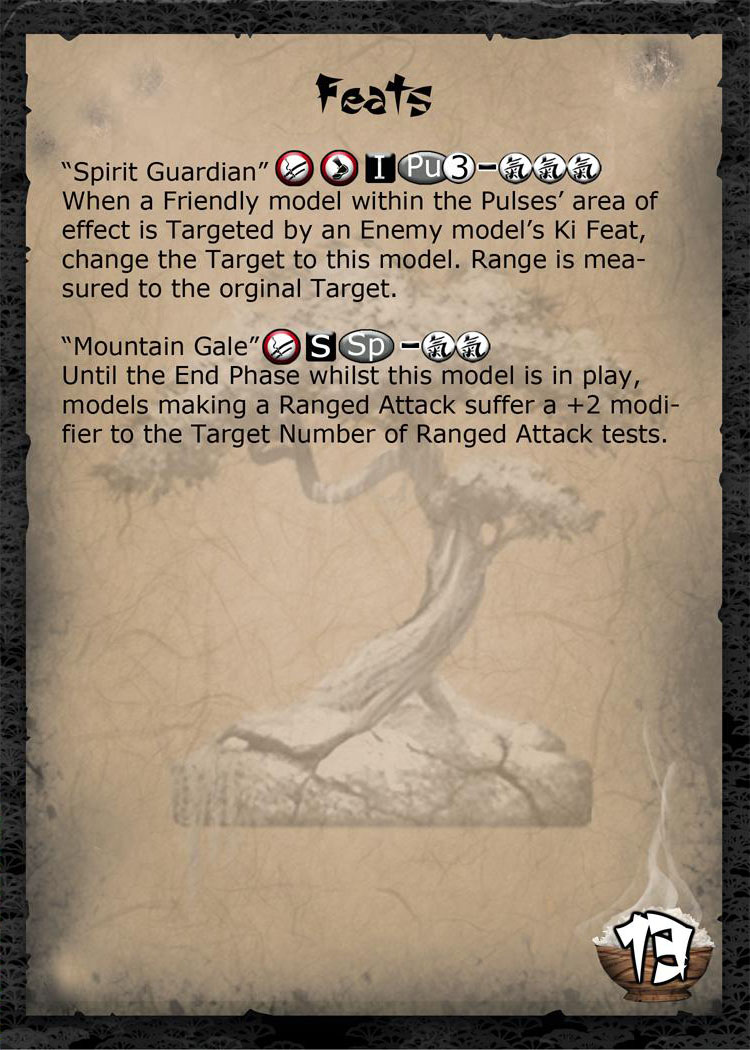 Feats
“Spirit Guardian” I Pu 3 - 氣 氣 氣
When a Friendly model within the Pulses’ area of
effect is Targeted by an Enemy model’s Ki Feat,
change the Target to this model. Range is mea-
sured to the orginal Target.
“Mountain Gale” S Sp - 氣 氣
Until the End Phase whilst this model is in play,
models making a Ranged Attack suffer a +2 modi-
fier to the Target Number of Ranged Attack tests.
13